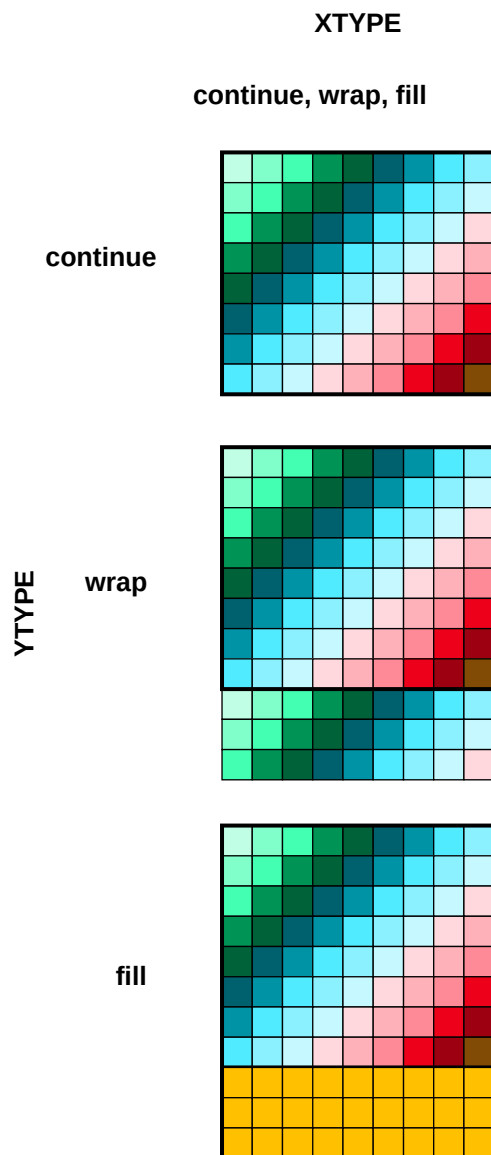 XTYPE
continue, wrap, fill
continue
YTYPE
wrap
fill